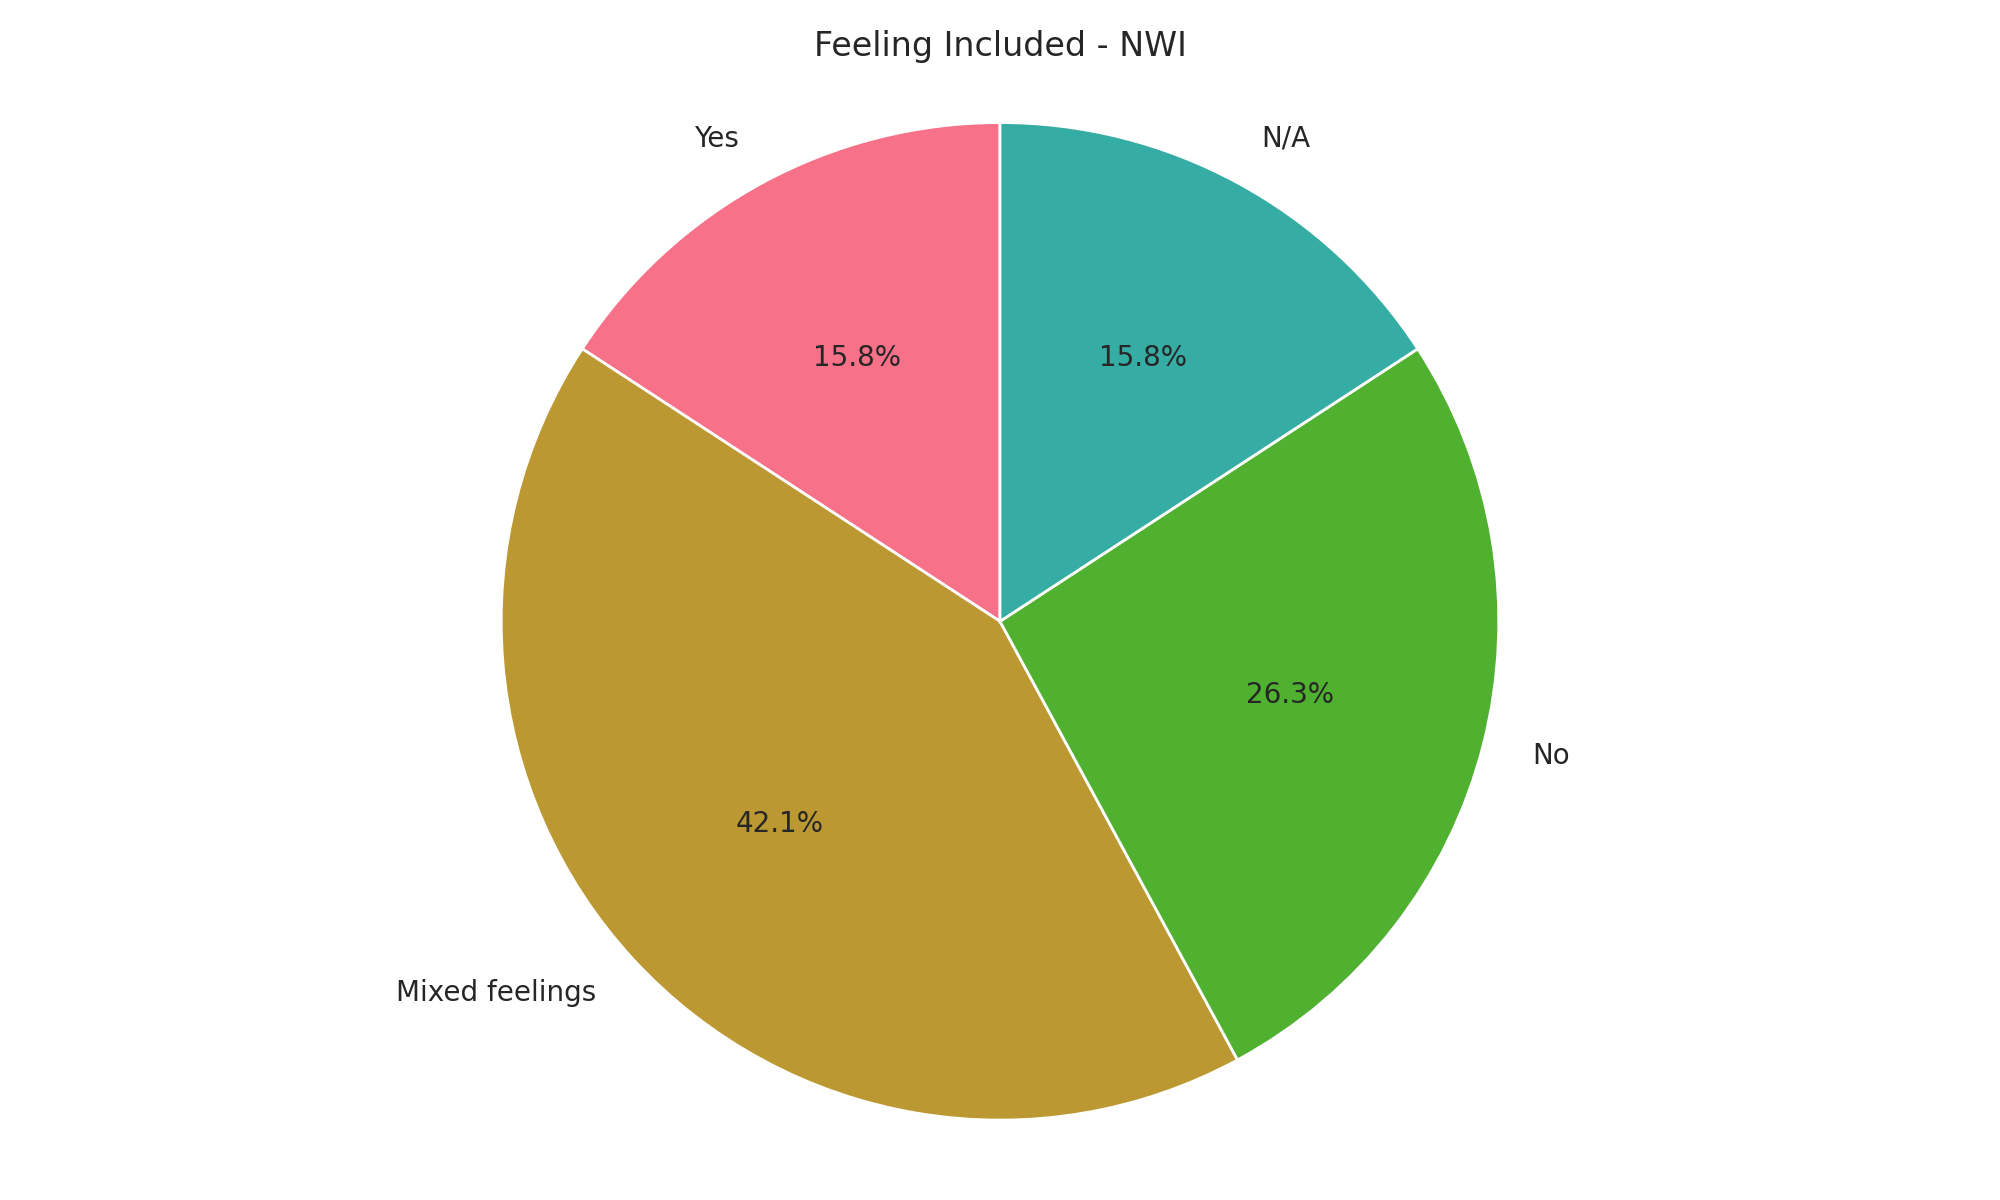 Feeling Included - NWI
Yes
N/A
15.8%
15.8%
26.3%
No
42.1%
Mixed feelings